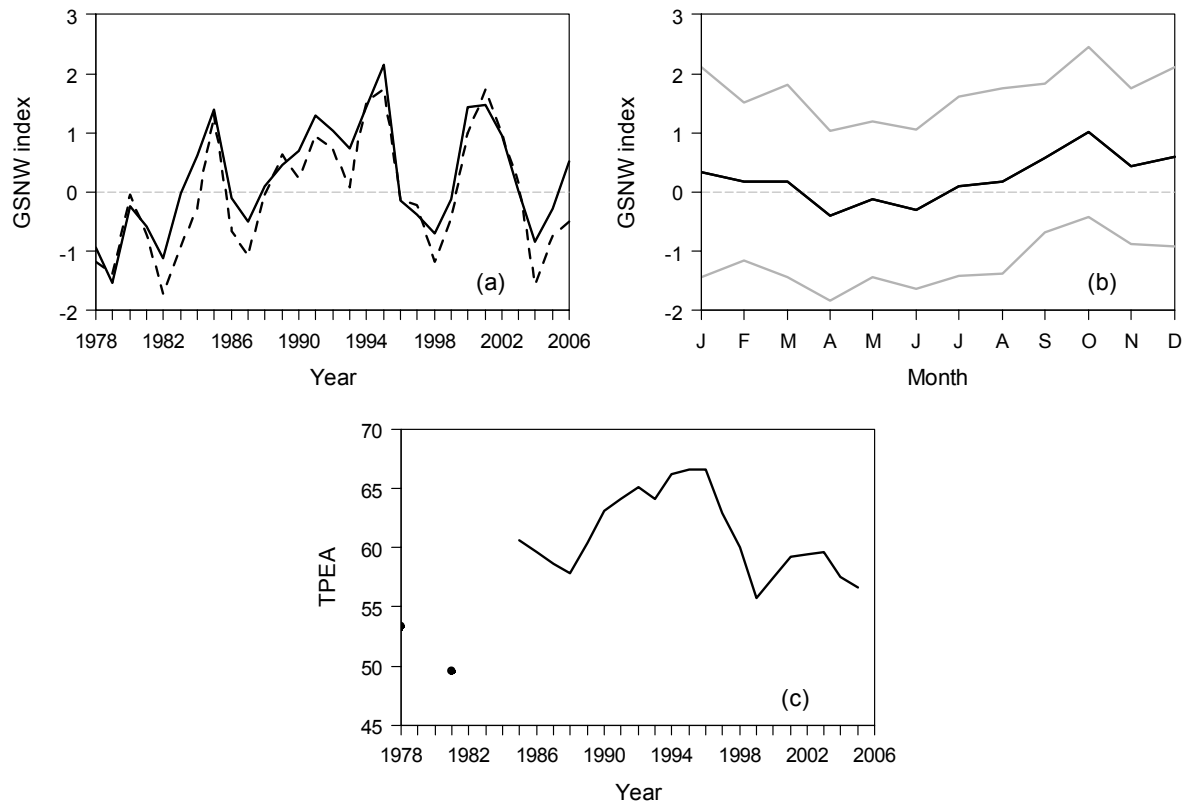 3
2
1
0
-1
-2
GSNW index
1978 1982 1986 1990 1994 1998 2002 2006
Year
(a)
3
2
1
0
-1
-2
GSNW index
J F M A M J J A S O N D
Month
(b)
70
65
60
55
50
45
TPEA
1978 1982 1986 1990 1994 1998 2002 2006
Year
(c)